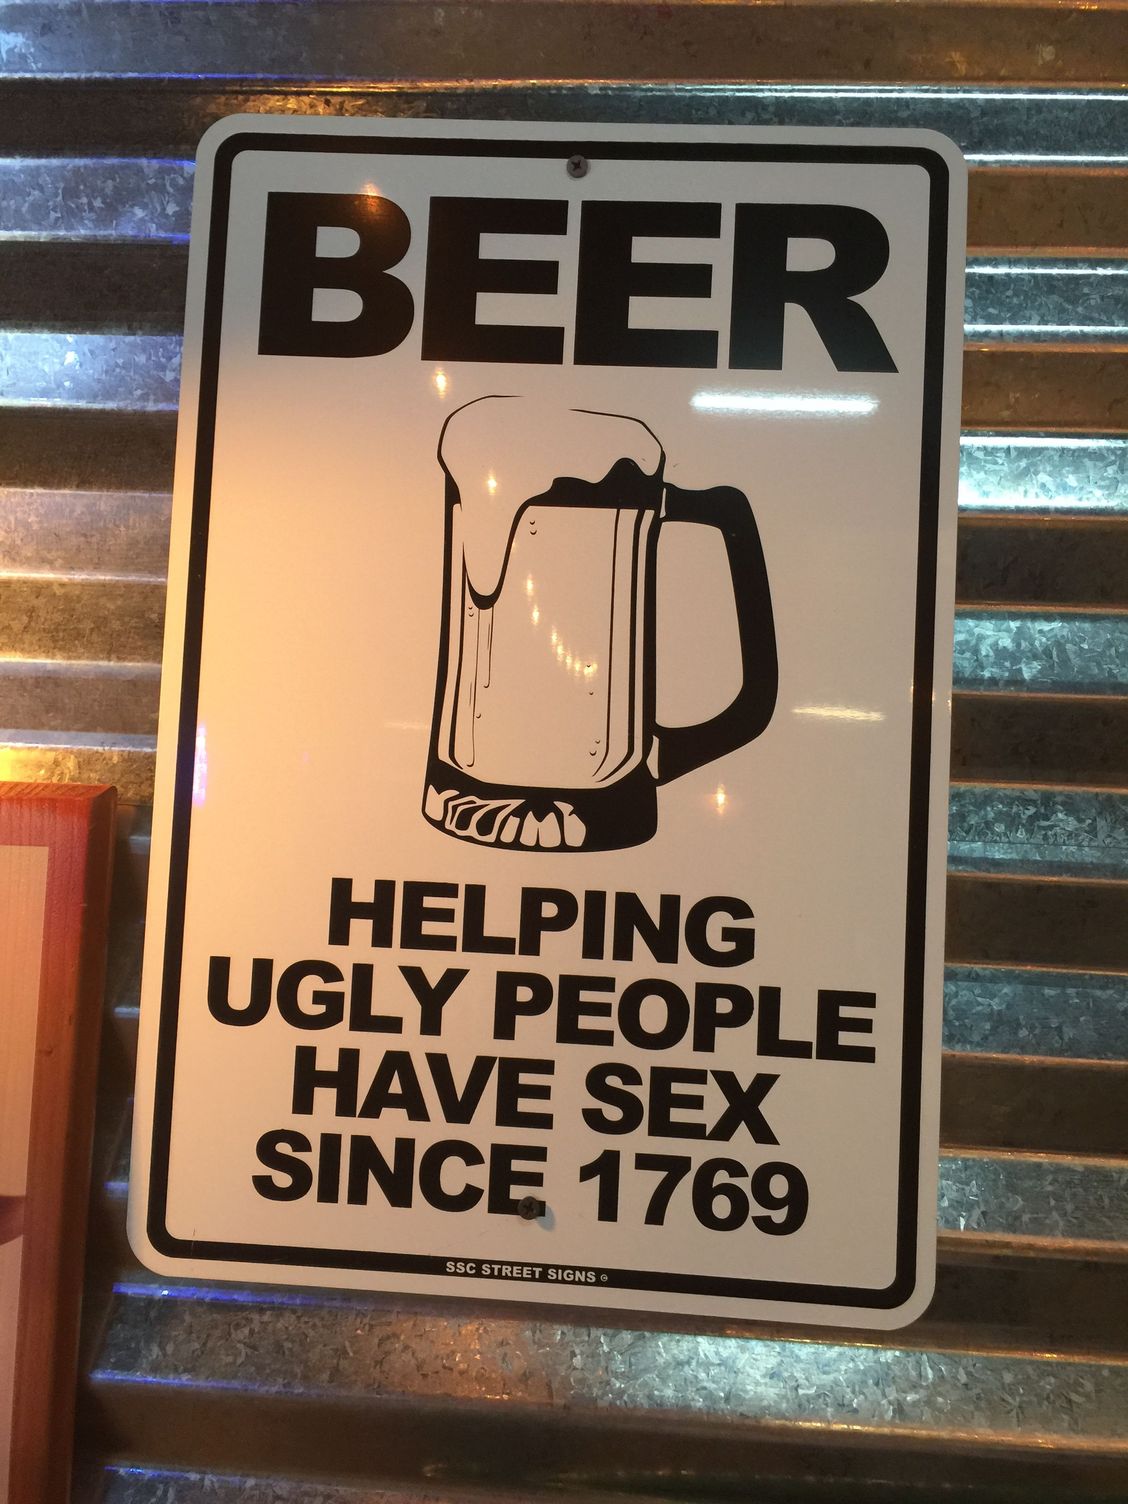 BEER
HELPING
UGLY PEOPLE
HAVE SEX
SINCE 1769
SSC STREET SIGNS ©